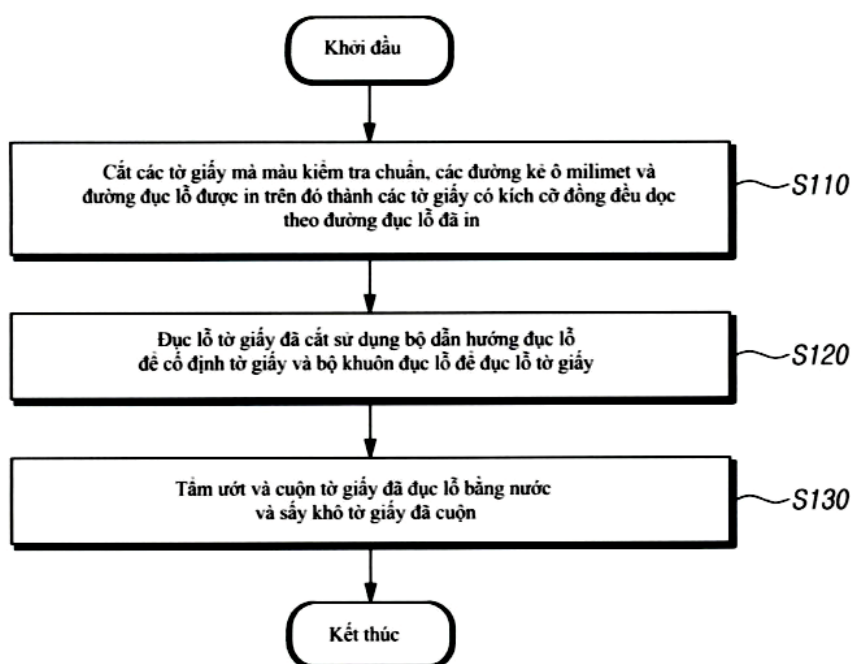 Khởi đầu
Cắt các tờ giấy mà màu kiểm tra chuẩn, các đường kẻ ô milimet và
đường đục lỗ được in trên đó thành các tờ giấy có kích cỡ đồng đều dọc
theo đường đục lỗ đã in
S110
Đục lỗ tờ giấy đã cắt sử dụng bộ dẫn hướng đục lỗ
để cố định tờ giấy và bộ khuôn đục lỗ để đục lỗ tờ giấy
S120
Tẩm ướt và cuộn tờ giấy đã đục lỗ bằng nước
và sấy khô tờ giấy đã cuộn
S130
Kết thúc